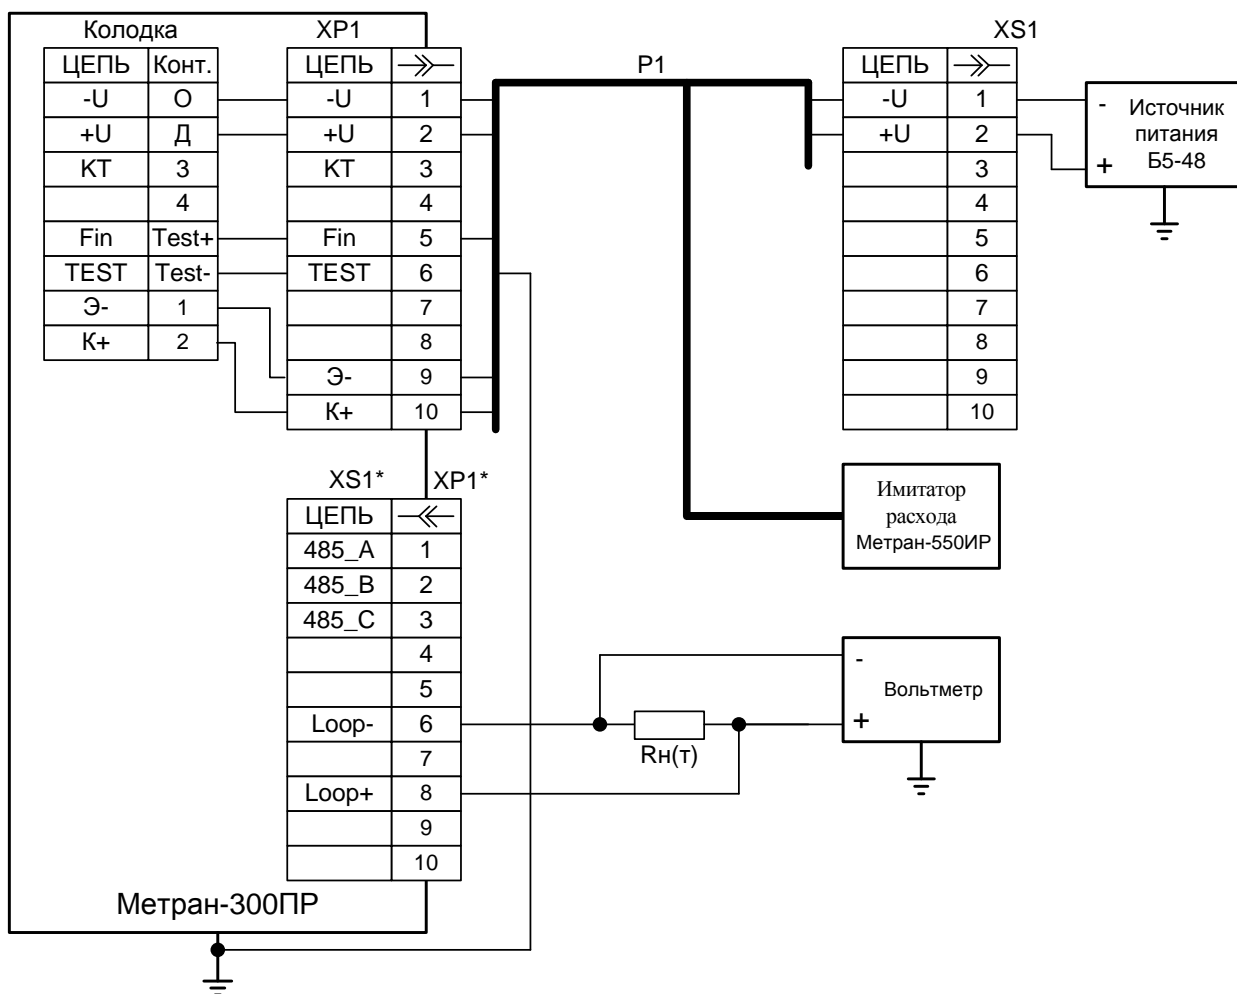 Колодка
ЦЕПЬ Конт.
-U О
+U Д
КТ 3
4
Fin Test+
TEST Test-
Э- 1
К+ 2
XP1
ЦЕПЬ
-U 1
+U 2
КТ 3
4
Fin 5
TEST 6
7
8
Э- 9
К+ 10
P1
XS1
ЦЕПЬ
-U 1
+U 2
3
4
5
6
7
8
9
10
- Источник
питания
+ Б5-48
XS1* XP1*
ЦЕПЬ
485_A 1
485_B 2
485_C 3
4
5
Loop- 6
7
Loop+ 8
9
10
Имитатор
расхода
Метран-550ИР
-
Вольтметр
+
Rн(т)
Метран-300ПР